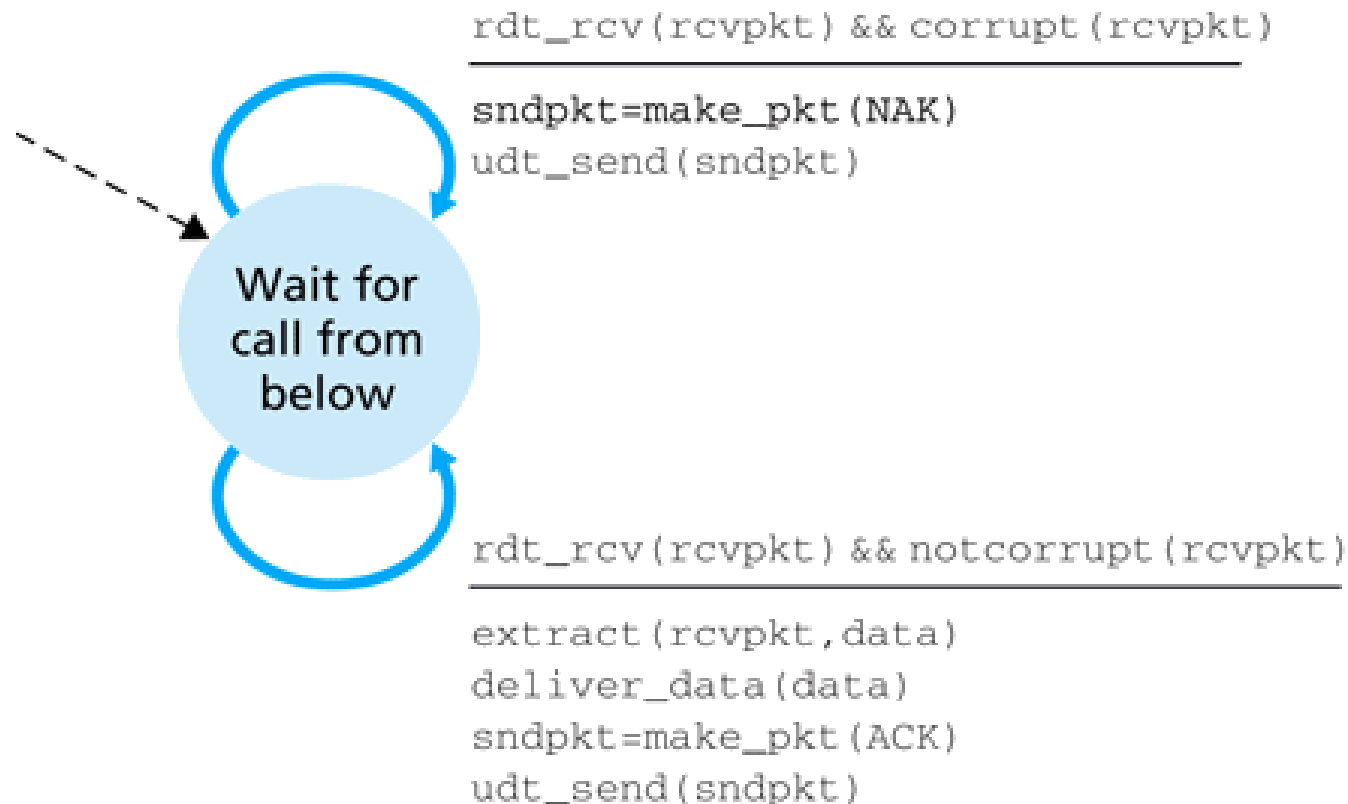 rdt_rcv(rcvpkt) && corrupt(rcvpkt)
sndpkt=make_pkt(NAK)
udt_send(sndpkt)
Wait for
call from
below
rdt_rcv(rcvpkt) && notcorrupt(rcvpkt)
extract(rcvpkt,data)
deliver_data(data)
sndpkt=make_pkt(ACK)
udt_send(sndpkt)